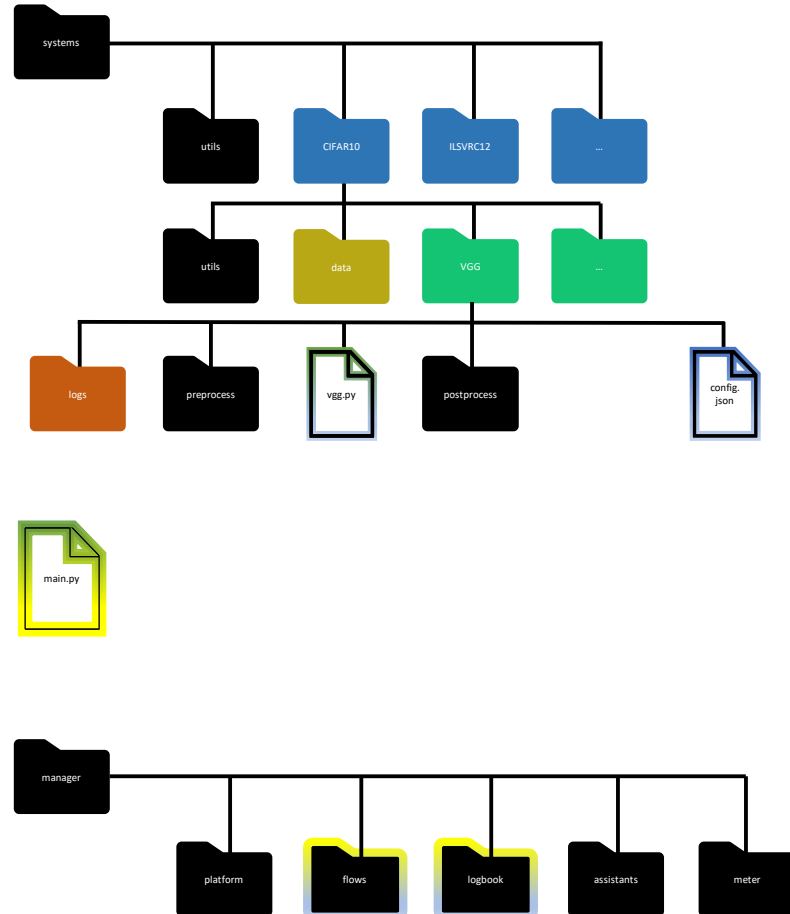 systems
utils
CIFAR10
ILSVRC12
...
utils
data
VGG
...
logs
preprocess
vgg.py
postprocess
config.
json
main.py
manager
platform
flows
logbook
assistants
meter